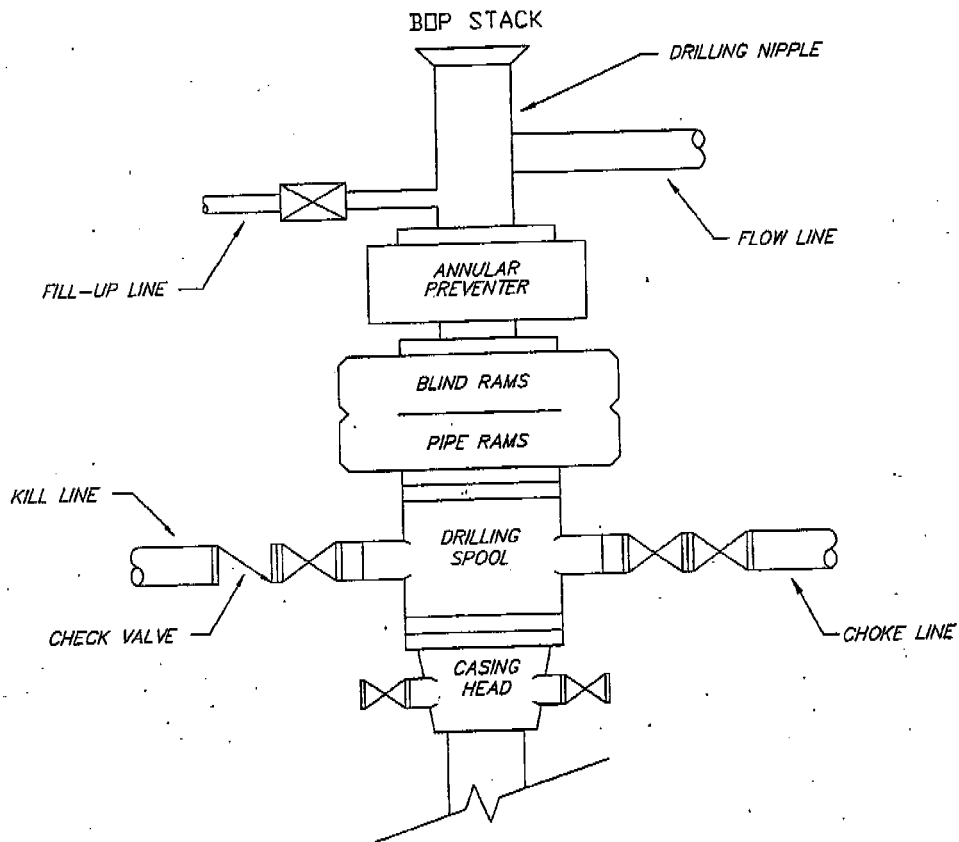 BOP STACK
DRILLING NIPPLE
FLOW LINE
FILL-UP LINE
ANNULAR
PREVENTER
BLIND RAMS
PIPE RAMS
KILL LINE
DRILLING
SPOOL
CHECK VALVE
CHOKE LINE
CASING
HEAD